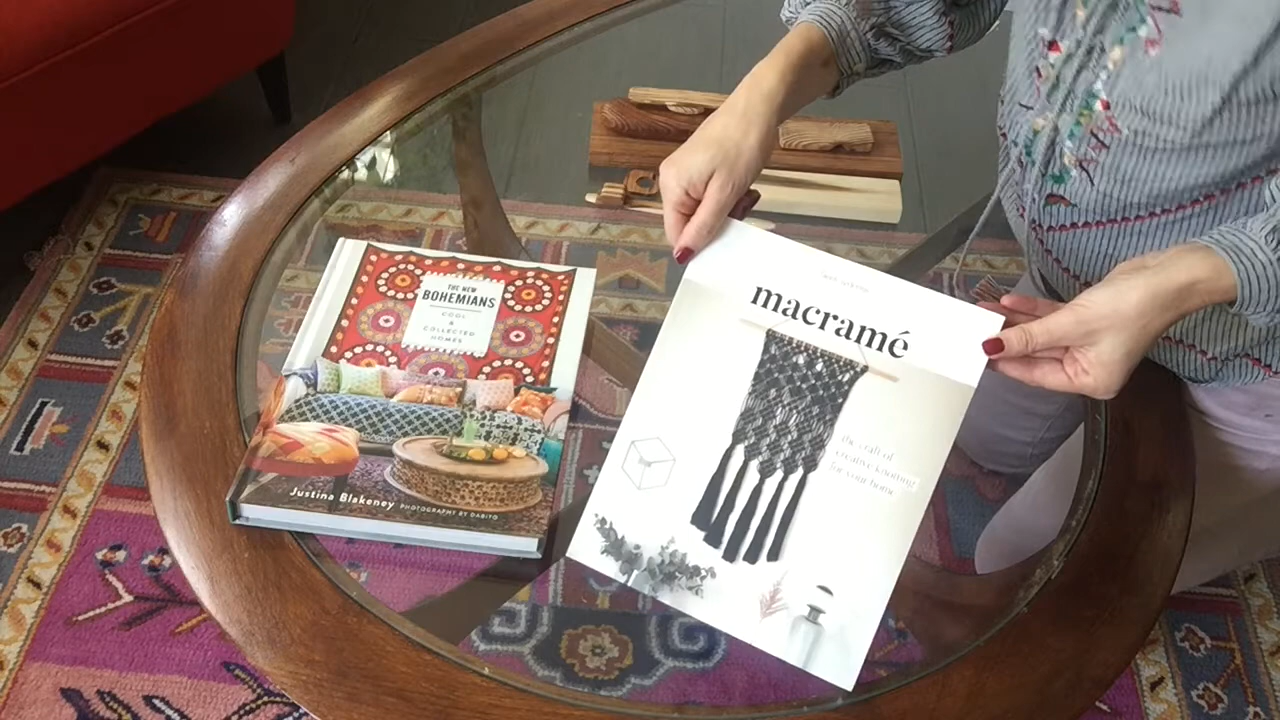 THE NEW
BOHEMIANS
COOL
&
COLLECTED
HOMES
Justina Blakeney PHOTOGRAPHY BY DABITO
macramé
the craft of
creative knotting
for your home